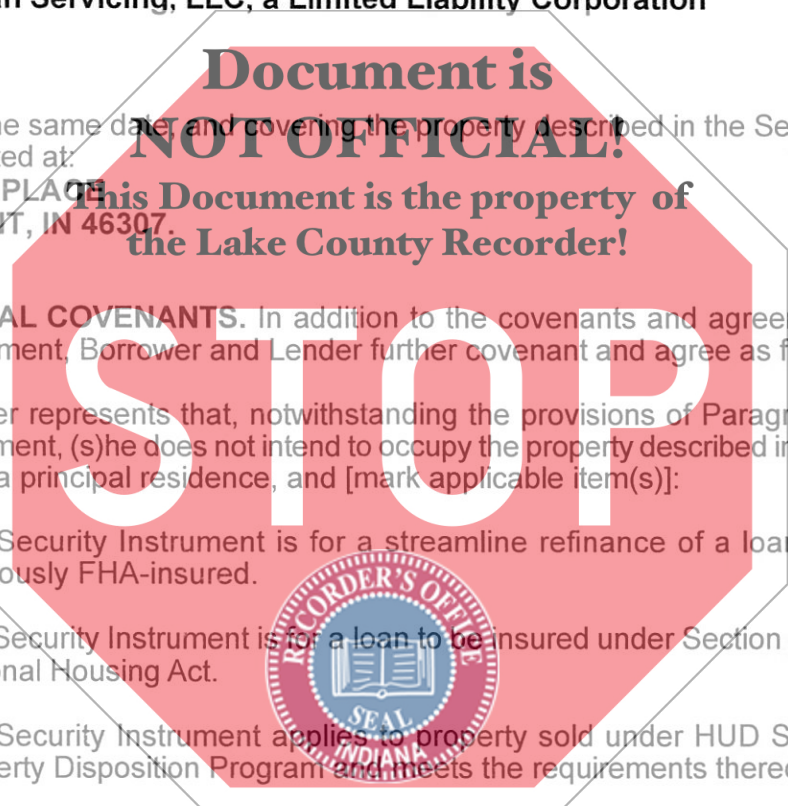 an Servicing, LLC, a Limited Liability Corporation
Document is
NOT OFFICIAL!
This Document is the property of
the Lake County Recorder!
he same date, and covering the property described in the Se
ted at:
PLACE
IT, IN 46307.
AL COVENANTS. In addition to the covenants and agree
ment, Borrower and Lender further covenant and agree as f
STOP
er represents that, notwithstanding the provisions of Paragr
ment, (s)he does not intend to occupy the property described in
a principal residence, and [mark applicable item(s)]:
Security Instrument is for a streamline refinance of a loan
ously FHA-insured.
Security Instrument is for a loan to be insured under Section
onal Housing Act.
Security Instrument applies to property sold under HUD S
erty Disposition Program and meets the requirements thereo
RECORDER'S OFFICE
SEAL
INDIANA